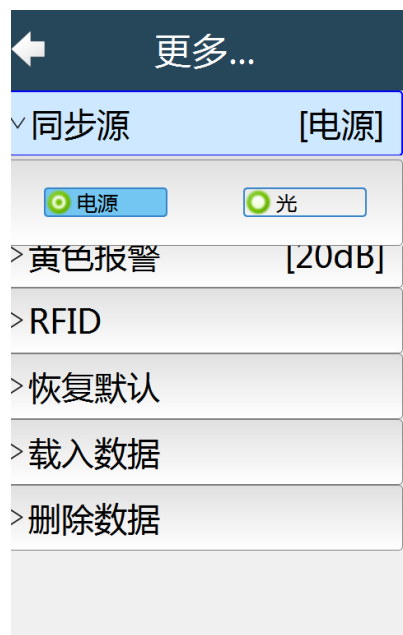 更多...
同步源 [电源]
电源 光
黄色报警 [20dB]
RFID
恢复默认
载入数据
删除数据